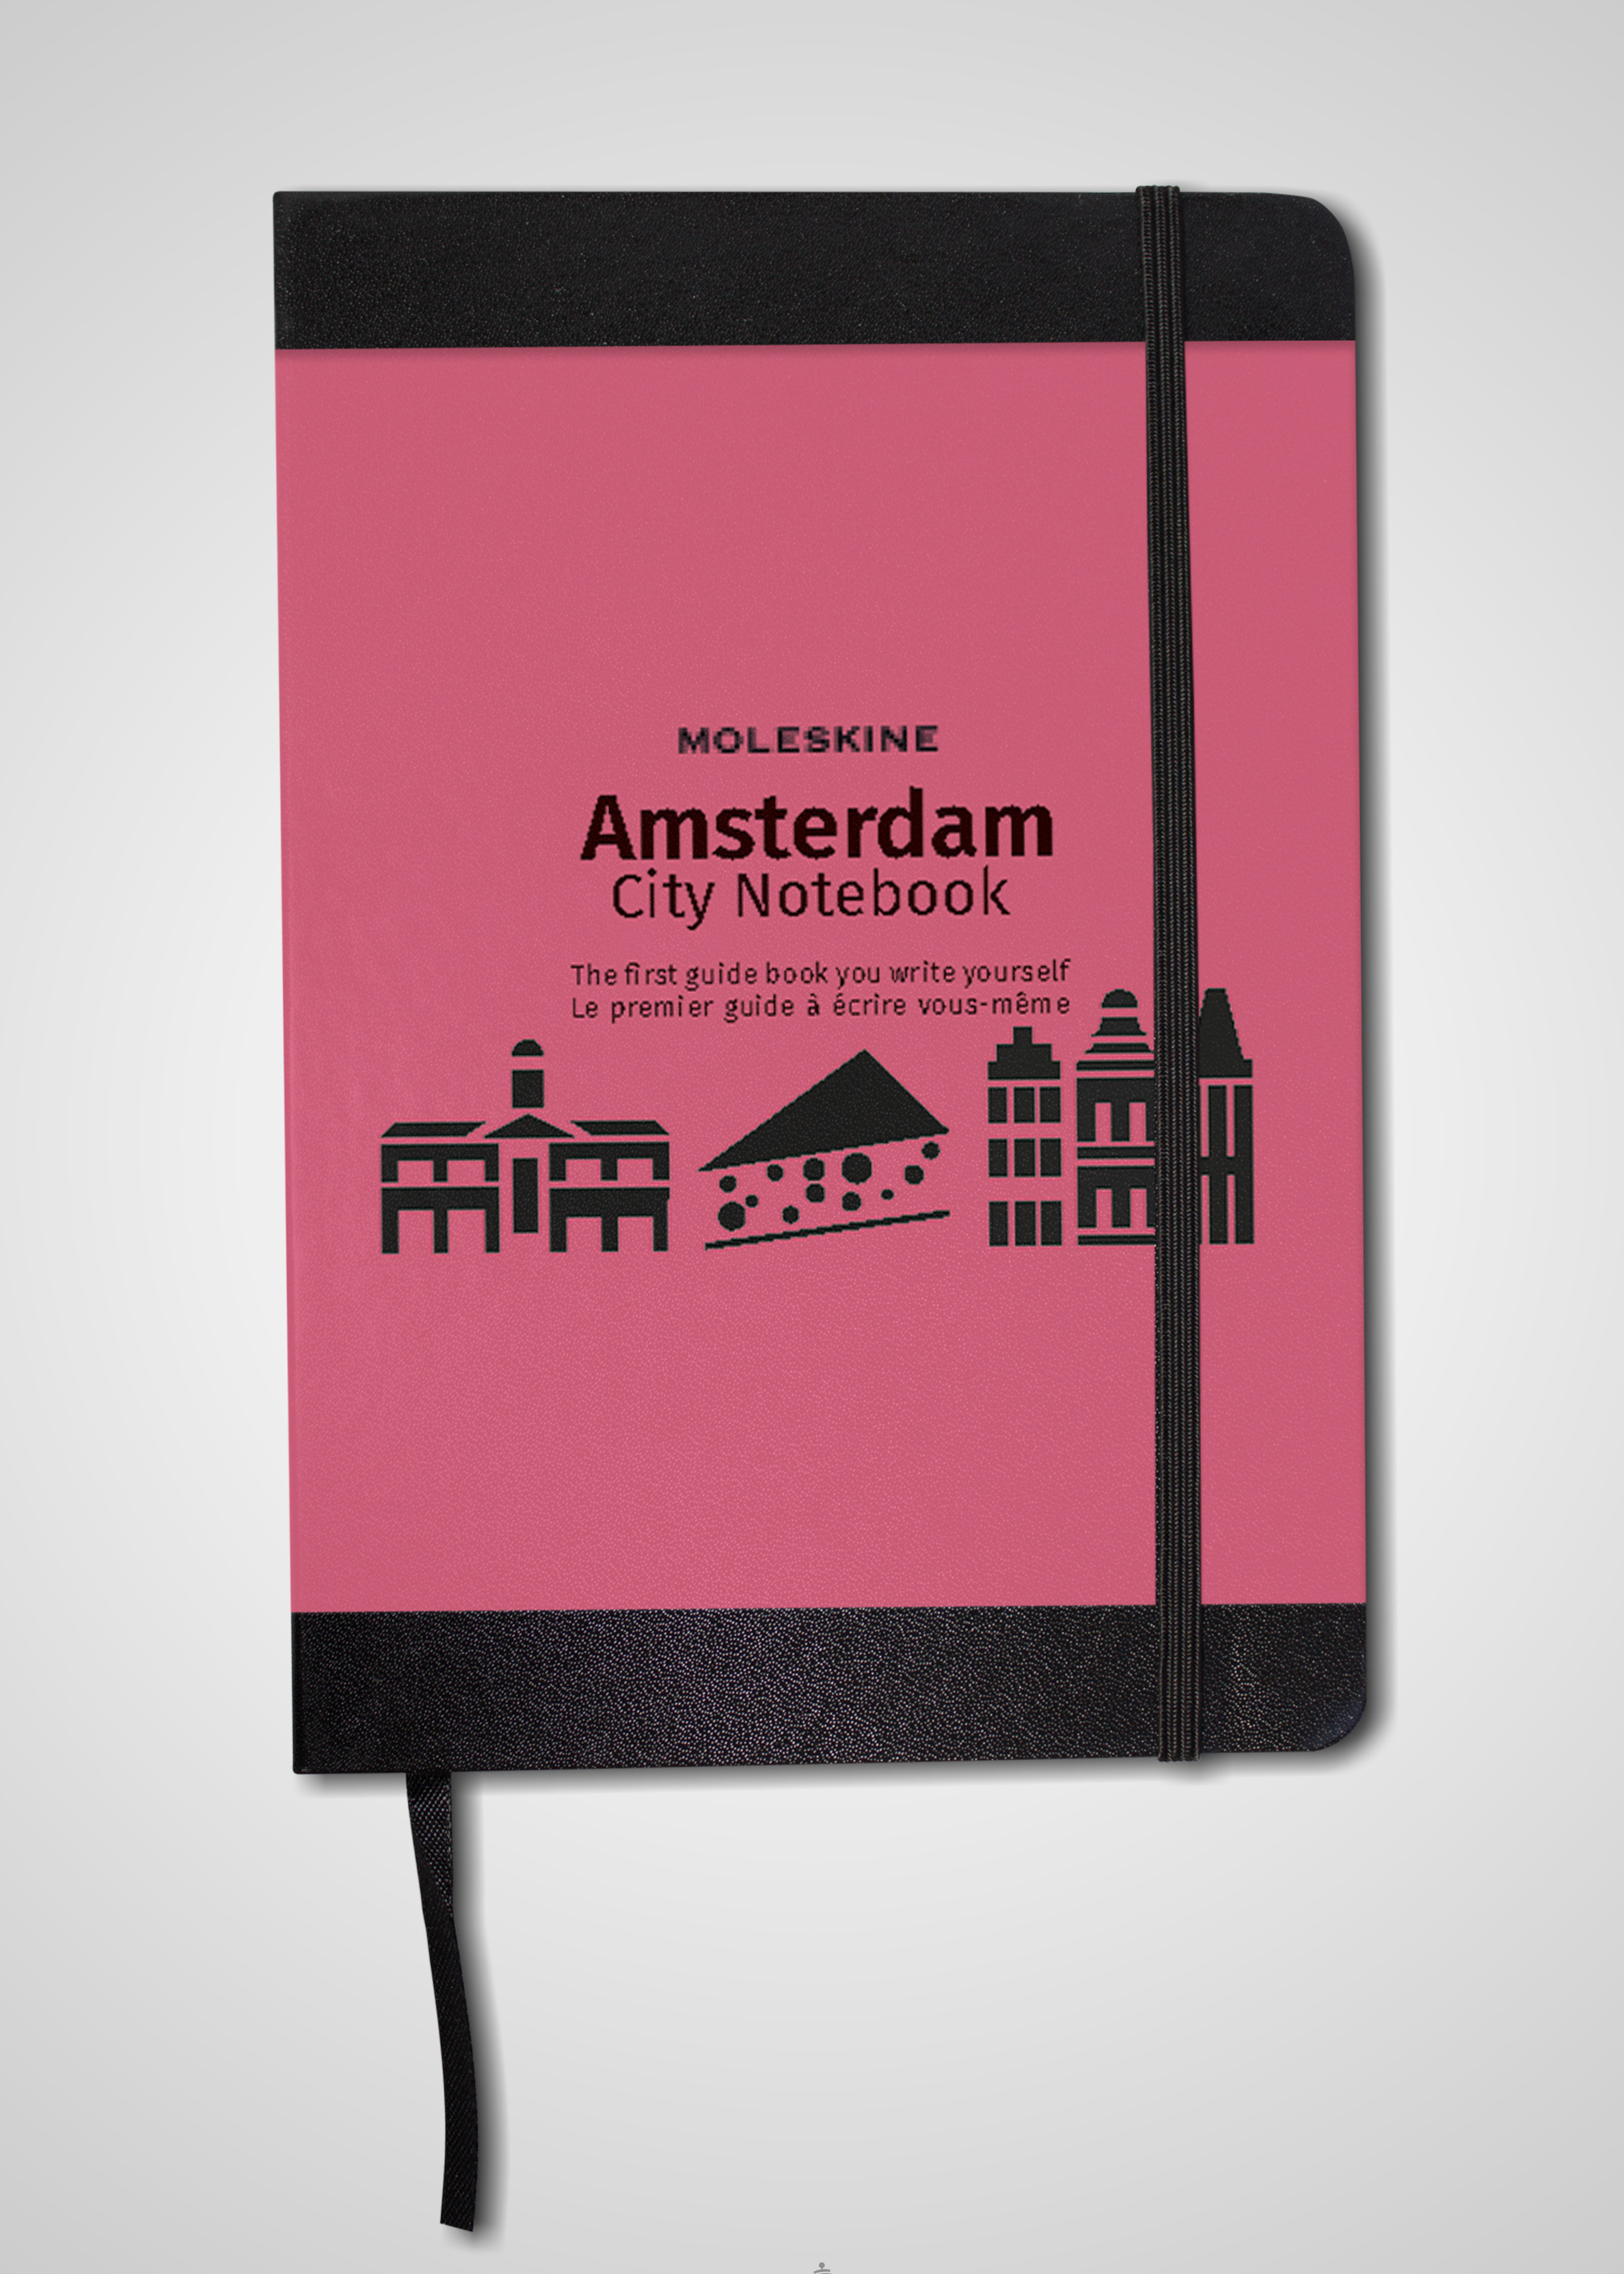 MOLESKINE
Amsterdam
City Notebook
The first guide book you write yourself
Le premier guide à écrire vous-même